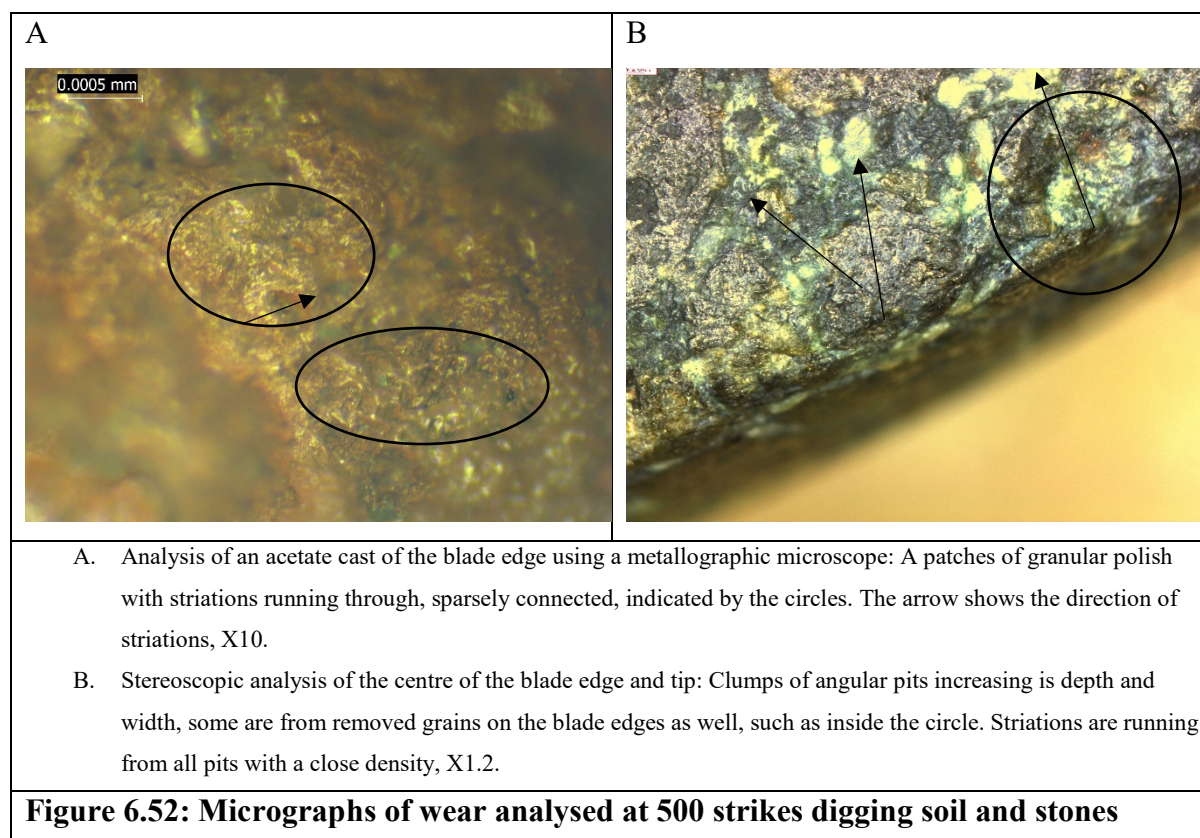 A
B
0.0005 mm
A. Analysis of an acetate cast of the blade edge using a metallographic microscope: A patches of granular polish
with striations running through, sparsely connected, indicated by the circles. The arrow shows the direction of
striations, X10.
B. Stereoscopic analysis of the centre of the blade edge and tip: Clumps of angular pits increasing is depth and
width, some are from removed grains on the blade edges as well, such as inside the circle. Striations are running
from all pits with a close density, X1.2.
Figure 6.52: Micrographs of wear analysed at 500 strikes digging soil and stones